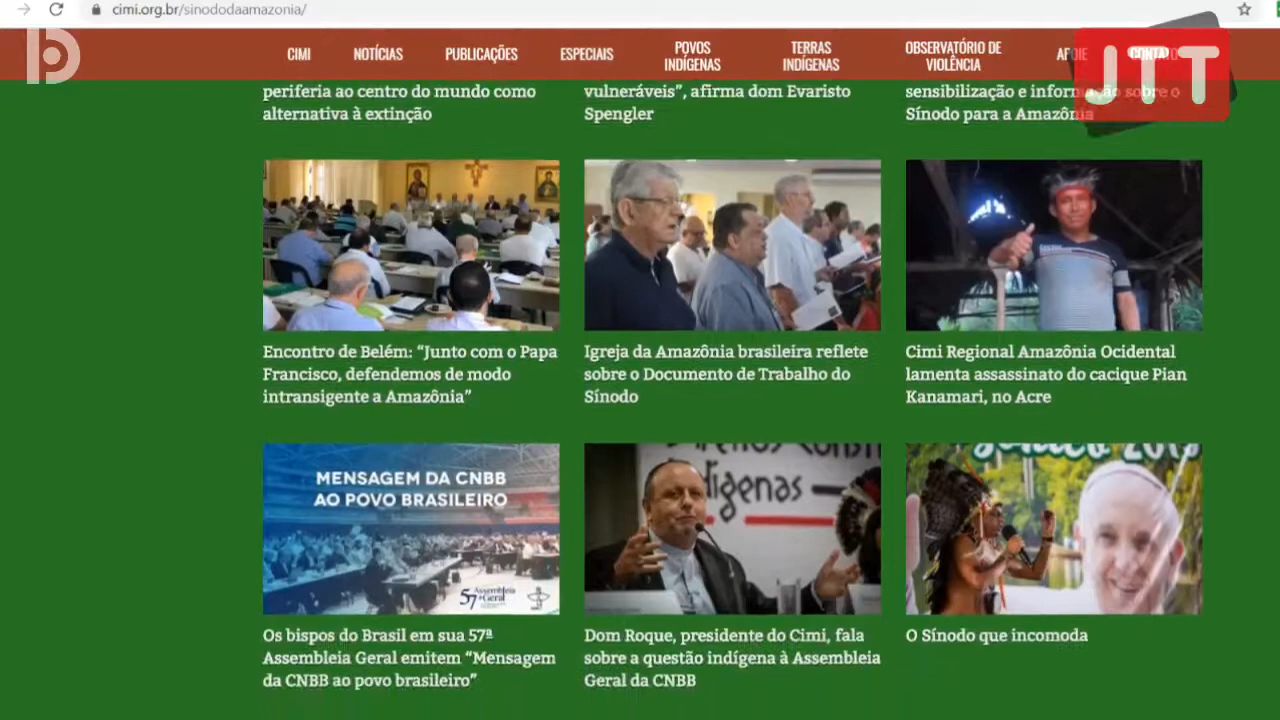 cimi.org.br/sinododaamazonia/
CIMI
NOTÍCIAS
PUBLICAÇÕES
ESPECIAIS
POVOS
INDÍGENAS
TERRAS
INDÍGENAS
OBSERVATÓRIO DE
VIOLÊNCIA
APOIE
CONTATO
JTT
periferia ao centro do mundo como
alternativa à extinção
vulneráveis”, afirma dom Evaristo
Spengler
sensibilização e informação sobre o
Sínodo para a Amazônia
Encontro de Belém: “Junto com o Papa
Francisco, defendemos de modo
intransigente a Amazônia”
Igreja da Amazônia brasileira reflete
sobre o Documento de Trabalho do
Sínodo
Cimi Regional Amazônia Ocidental
lamenta assassinato do cacique Pian
Kanamari, no Acre
MENSAGEM DA CNBB
AO POVO BRASILEIRO
57ª Assembleia
Geral
Os bispos do Brasil em sua 57ª
Assembleia Geral emitem “Mensagem
da CNBB ao povo brasileiro”
Dom Roque, presidente do Cimi, fala
sobre a questão indígena à Assembleia
Geral da CNBB
O Sínodo que incomoda